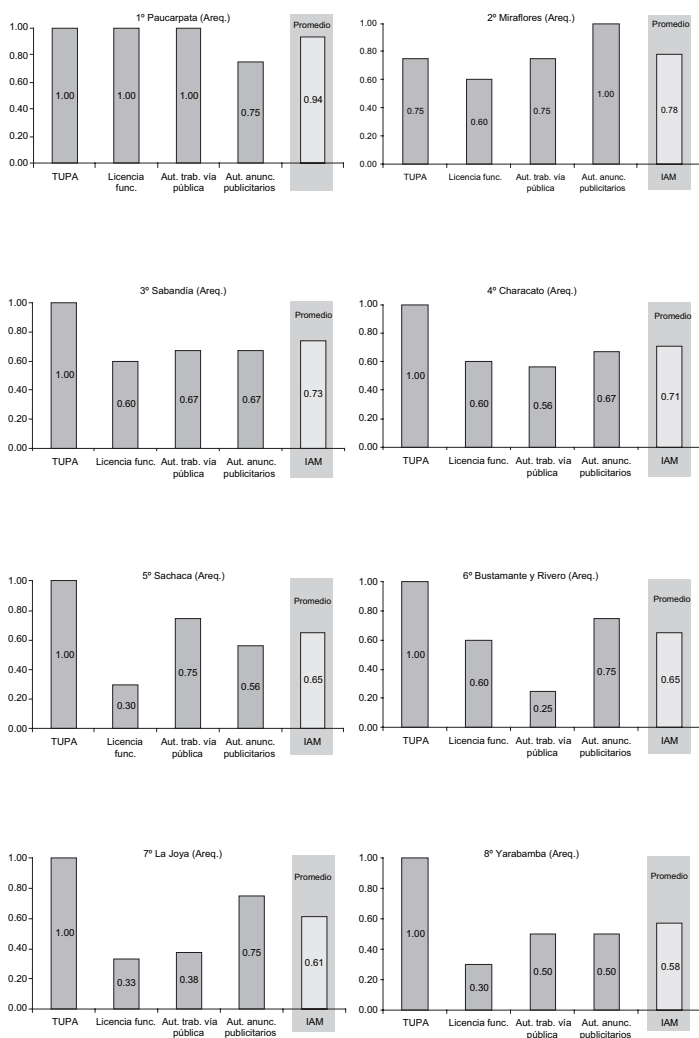 1º Paucarpata (Areq.)
Promedio
1.00
0.80
0.60
0.40
0.20
0.00
1.00
1.00
1.00
0.75
0.94
TUPA
Licencia
func.
Aut. trab. vía
pública
Aut. anunc.
publicitarios
2º Miraflores (Areq.)
Promedio
1.00
0.80
0.60
0.40
0.20
0.00
0.75
0.60
0.75
1.00
0.78
TUPA
Licencia func.
Aut. trab. vía
pública
Aut. anunc.
publicitarios
IAM
3º Sabandía (Areq.)
Promedio
1.00
0.80
0.60
0.40
0.20
0.00
1.00
0.60
0.67
0.67
0.73
TUPA
Licencia func.
Aut. trab. vía
pública
Aut. anunc.
publicitarios
IAM
4º Characato (Areq.)
Promedio
1.00
0.80
0.60
0.40
0.20
0.00
1.00
0.60
0.56
0.67
0.71
TUPA
Licencia func.
Aut. trab. vía
pública
Aut. anunc.
publicitarios
IAM
5º Sachaca (Areq.)
Promedio
1.00
0.80
0.60
0.40
0.20
0.00
1.00
0.30
0.75
0.56
0.65
TUPA
Licencia
func.
Aut. trab. vía
pública
Aut. anunc.
publicitarios
IAM
6º Bustamante y Rivero (Areq.)
Promedio
1.00
0.80
0.60
0.40
0.20
0.00
1.00
0.60
0.25
0.75
0.65
TUPA
Licencia func.
Aut. trab. vía
pública
Aut. anunc.
publicitarios
IAM
7º La Joya (Areq.)
Promedio
1.00
0.80
0.60
0.40
0.20
0.00
1.00
0.33
0.38
0.75
0.61
TUPA
Licencia func.
Aut. trab. vía
pública
Aut. anunc.
publicitarios
IAM
8º Yarabamba (Areq.)
Promedio
1.00
0.80
0.60
0.40
0.20
0.00
1.00
0.30
0.50
0.50
0.58
TUPA
Licencia func.
Aut. trab. vía
pública
Aut. anunc.
publicitarios
IAM